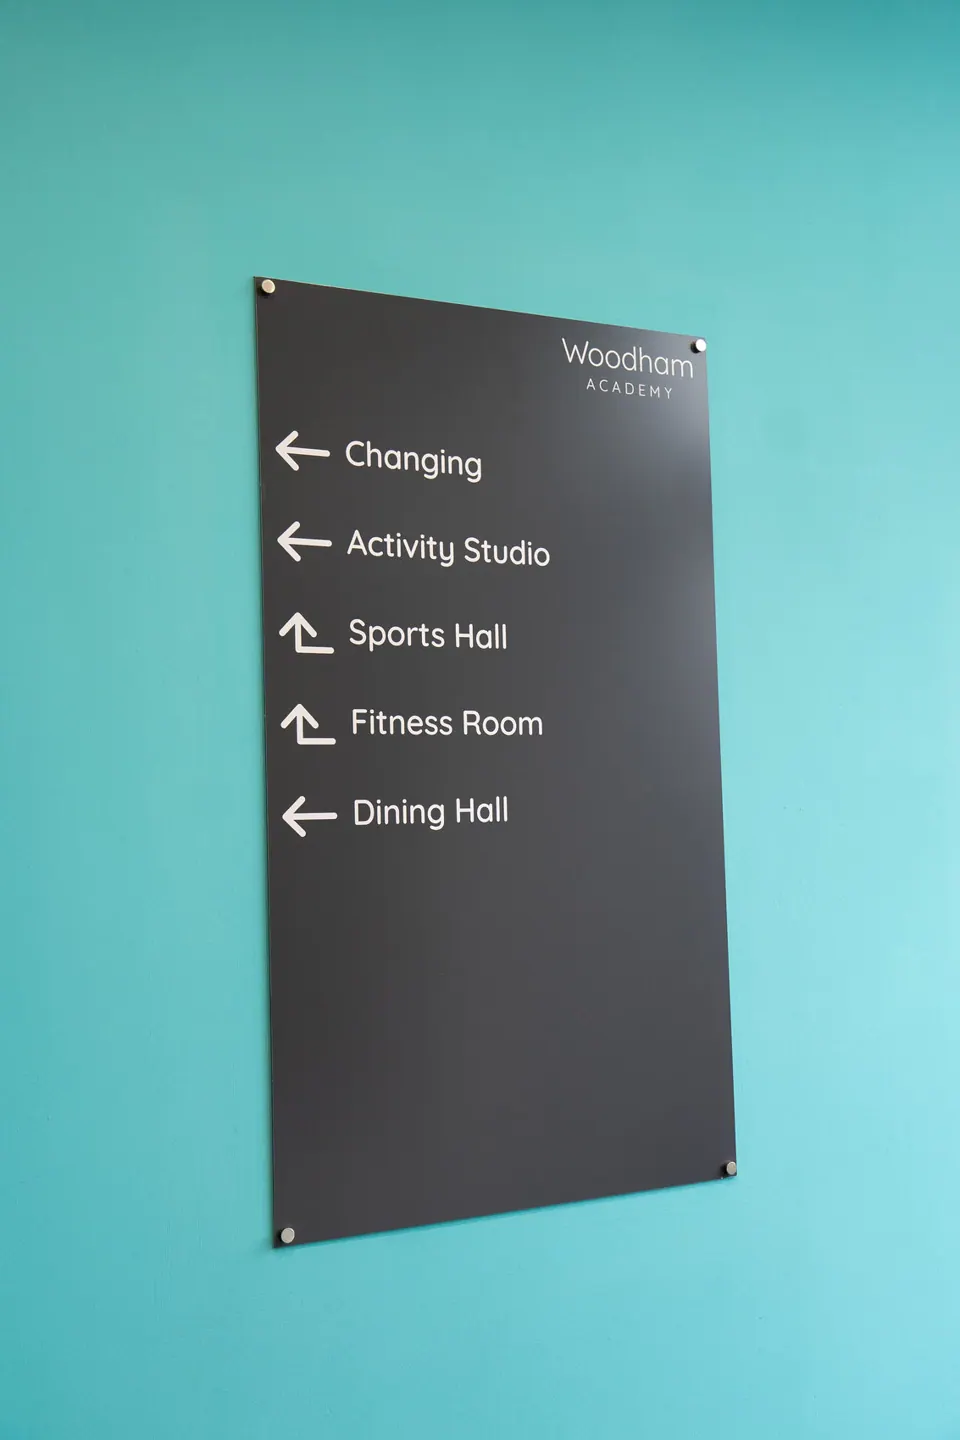 Woodham
ACADEMY
← Changing
← Activity Studio
↰ Sports Hall
↰ Fitness Room
← Dining Hall